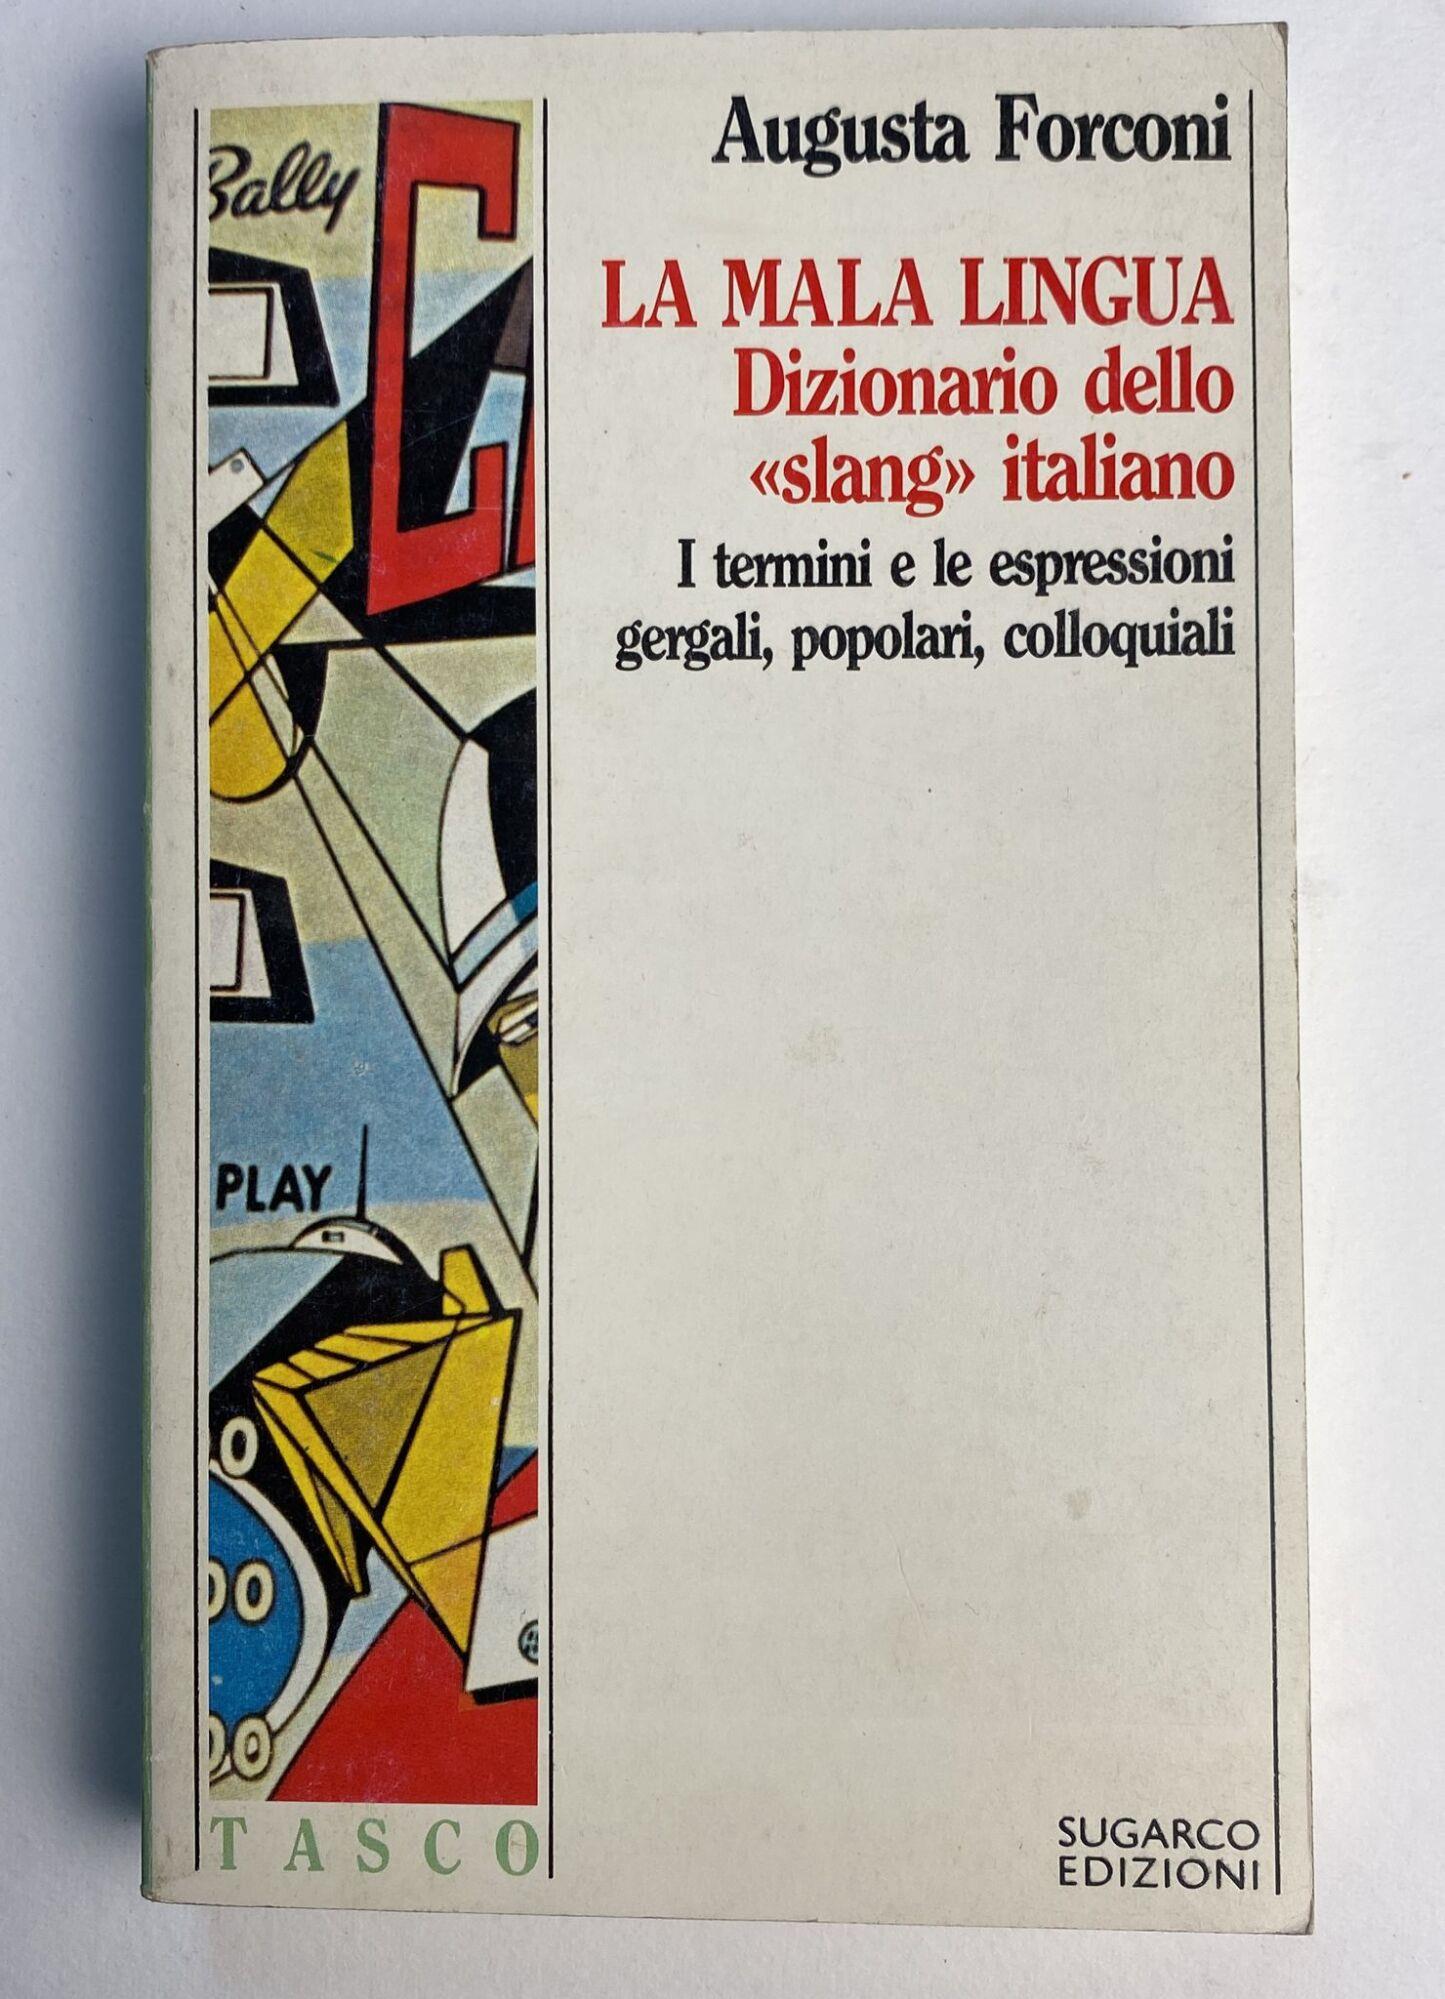 Augusta Forconi
LA MALA LINGUA
Dizionario dello
«slang» italiano
I termini e le espressioni
gergali, popolari, colloquiali
Bally
PLAY
TASCO
SUGARCO
EDIZIONI